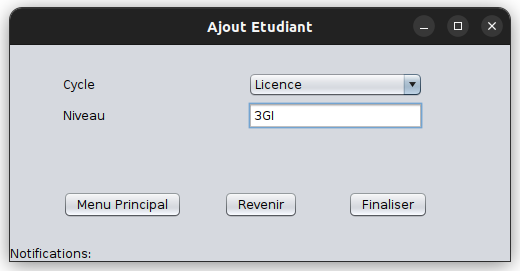 Ajout Etudiant
Cycle Licence
Niveau 3GI
Menu Principal Revenir Finaliser
Notifications: